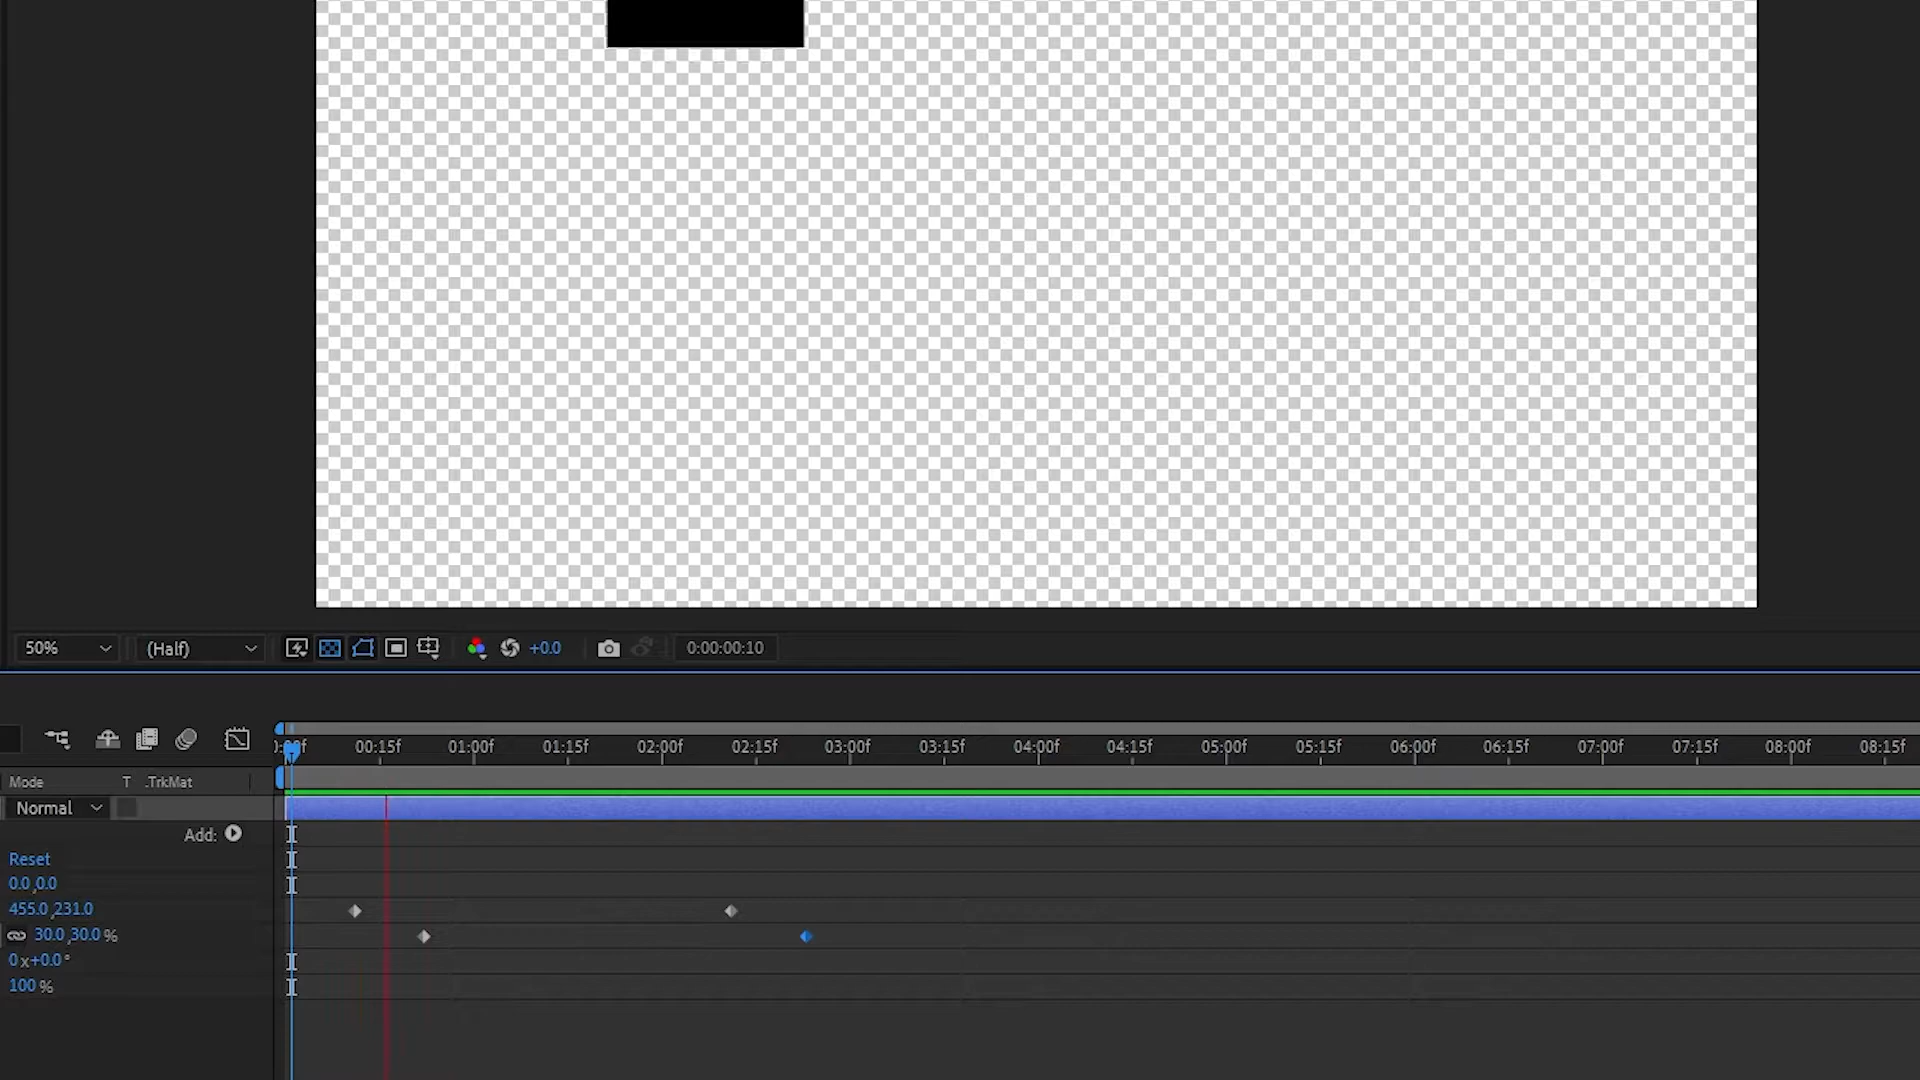 50% (Half) +0.0 0:00:00:10
0:00f 00:15f 01:00f 01:15f 02:00f 02:15f 03:00f 03:15f 04:00f 04:15f 05:00f 05:15f 06:00f 06:15f 07:00f 07:15f 08:00f 08:15f
Mode T .TrkMat
Normal
Add:
Reset
0.0,0.0
455.0,231.0
30.0,30.0%
0x+0.0°
100%